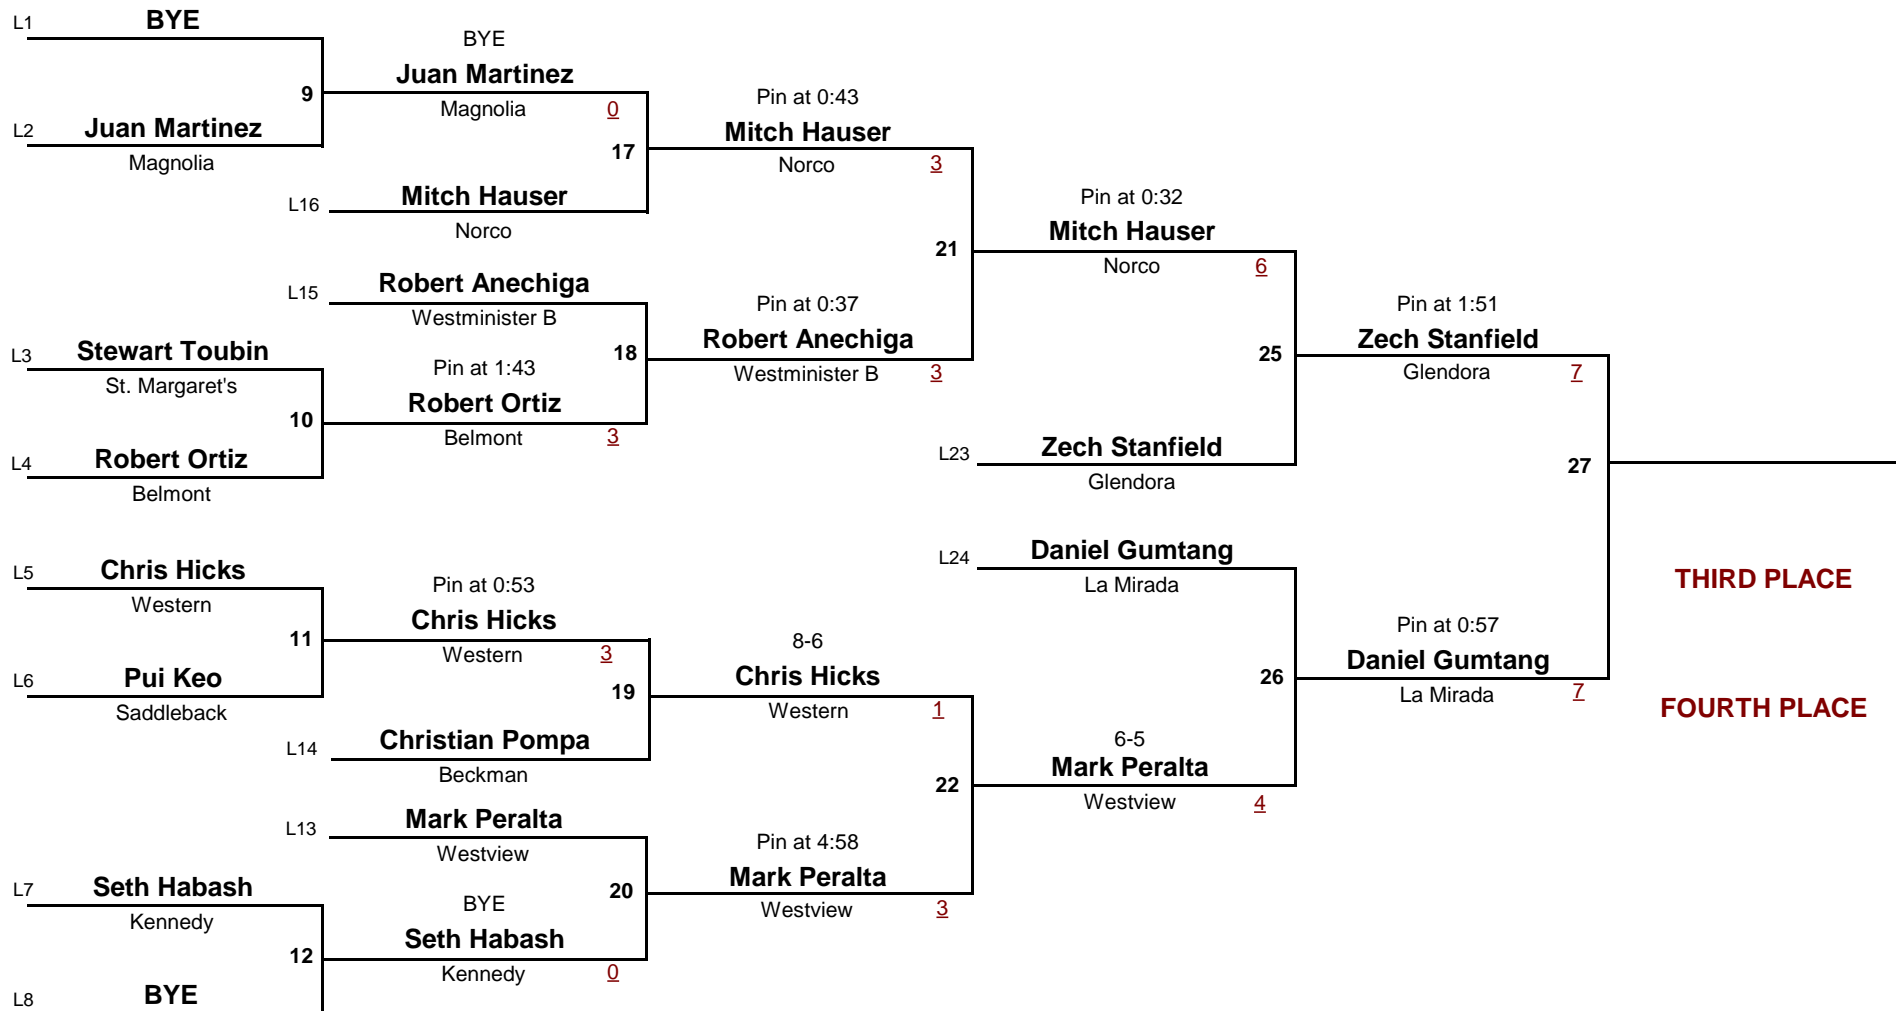 L1
BYE
9
L2
Juan Martinez
Magnolia
BYE
Juan Martinez
Magnolia
0
17
L16
Mitch Hauser
Norco
Pin at 0:43
Mitch Hauser
Norco
3
21
L15
Robert Anechiga
Westminister B
18
L3
Stewart Toubin
St. Margaret's
10
L4
Robert Ortiz
Belmont
Pin at 1:43
Robert Ortiz
Belmont
3
Pin at 0:37
Robert Anechiga
Westminister B
3
Pin at 0:32
Mitch Hauser
Norco
6
25
L23
Zech Stanfield
Glendora
Pin at 1:51
Zech Stanfield
Glendora
7
27
L5
Chris Hicks
Western
11
L6
Pui Keo
Saddleback
Pin at 0:53
Chris Hicks
Western
3
19
L14
Christian Pompa
Beckman
8-6
Chris Hicks
Western
1
22
L13
Mark Peralta
Westview
20
L7
Seth Habash
Kennedy
12
L8
BYE
BYE
Seth Habash
Kennedy
0
Pin at 4:58
Mark Peralta
Westview
3
L24
Daniel Gumtang
La Mirada
26
6-5
Mark Peralta
Westview
4
Pin at 0:57
Daniel Gumtang
La Mirada
7
THIRD PLACE
FOURTH PLACE